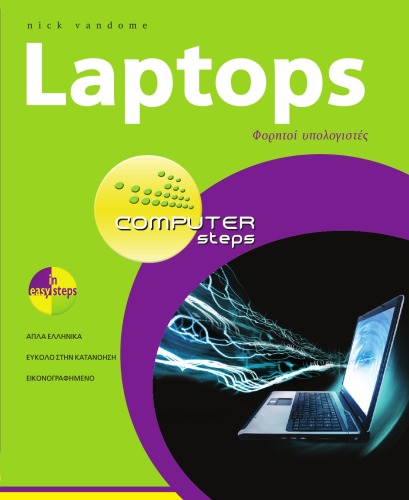 nick vandome
Laptops
Φορητοί υπολογιστές
COMPUTER
steps
in
easy steps
ΑΠΛΑ ΕΛΛΗΝΙΚΑ
ΕΥΚΟΛΟ ΣΤΗΝ ΚΑΤΑΝΟΗΣΗ
ΕΙΚΟΝΟΓΡΑΦΗΜΕΝΟ